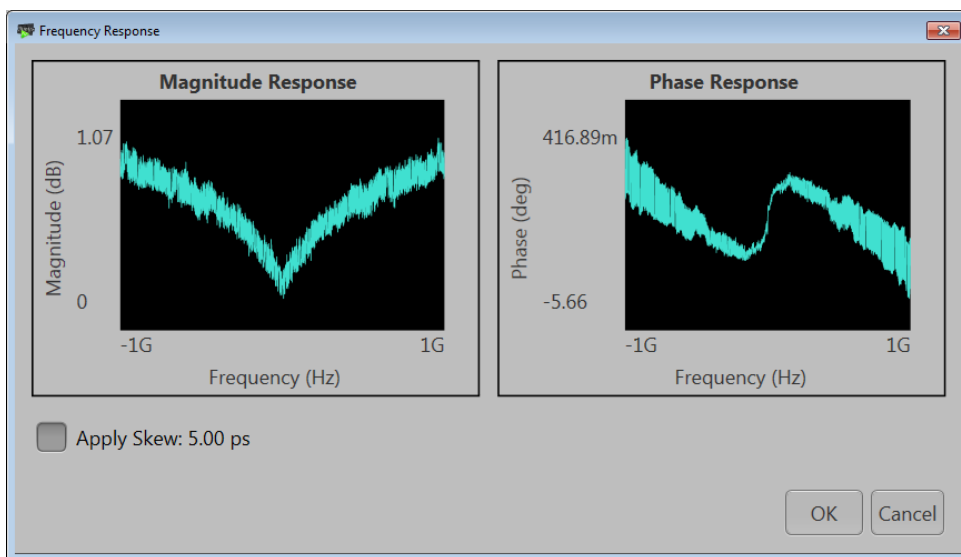 Frequency Response
Magnitude Response
1.07
Magnitude (dB)
0
-1G
1G
Frequency (Hz)
Phase Response
416.89m
Phase (deg)
-5.66
-1G
1G
Frequency (Hz)
Apply Skew: 5.00 ps
OK
Cancel